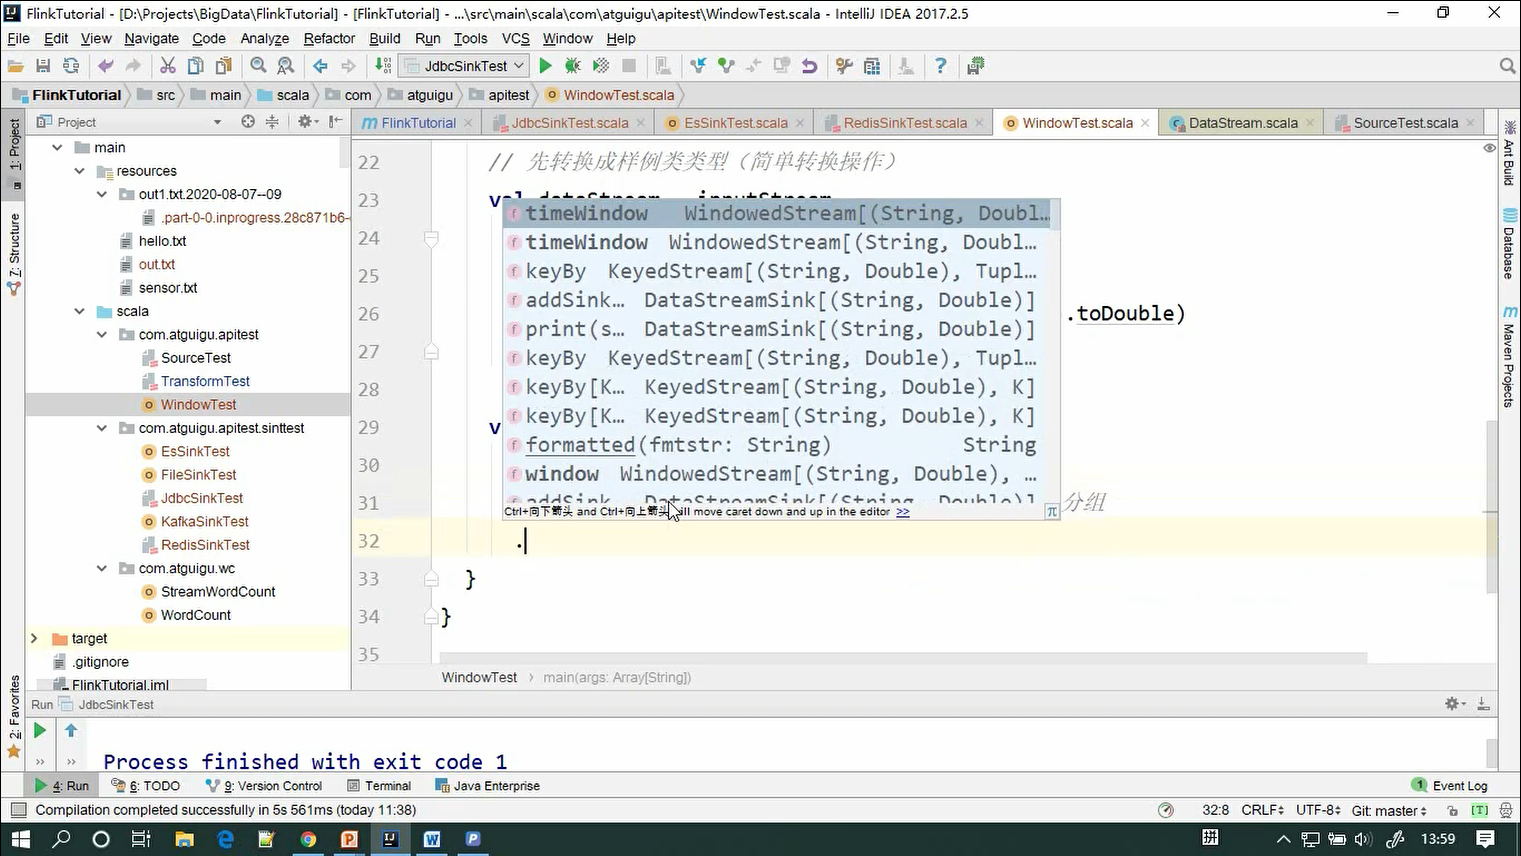 FlinkTutorial - [D:\Projects\BigData\FlinkTutorial] - [FlinkTutorial] - ...\src\main\scala\com\atguigu\apitest\WindowTest.scala - IntelliJ IDEA 2017.2.5
File Edit View Navigate Code Analyze Refactor Build Run Tools VCS Window Help
JdbcSinkTest
FlinkTutorial src main scala com atguigu apitest WindowTest.scala
Project
FlinkTutorial JdbcSinkTest.scala EsSinkTest.scala RedisSinkTest.scala WindowTest.scala DataStream.scala SourceTest.scala
1: Project
7: Structure
2: Favorites
main
resources
out1.txt.2020-08-07--09
.part-0-0.inprogress.28c871b6-
hello.txt
out.txt
sensor.txt
scala
com.atguigu.apitest
SourceTest
TransformTest
WindowTest
com.atguigu.apitest.sinttest
EsSinkTest
FileSinkTest
JdbcSinkTest
KafkaSinkTest
RedisSinkTest
com.atguigu.wc
StreamWordCount
WordCount
target
.gitignore
FlinkTutorial.iml
22 // 先转换成样例类类型（简单转换操作）
23
24
25
26 .toDouble)
27
28
29
30
31 分组
32 .
33 }
34 }
35
timeWindow WindowedStream[(String, Doubl...
timeWindow WindowedStream[(String, Doubl...
keyBy KeyedStream[(String, Double), Tupl...
addSink... DataStreamSink[(String, Double)]
print(s... DataStreamSink[(String, Double)]
keyBy KeyedStream[(String, Double), Tupl...
keyBy[K... KeyedStream[(String, Double), K]
keyBy[K... KeyedStream[(String, Double), K]
formatted(fmtstr: String) String
window WindowedStream[(String, Double), ...
addSink... DataStreamSink[(String, Double)]
Ctrl+向下箭头 and Ctrl+向上箭头 will move caret down and up in the editor >>
π
Ant Build
Database
Maven Projects
WindowTest main(args: Array[String])
Run JdbcSinkTest
Process finished with exit code 1
4: Run 6: TODO 9: Version Control Terminal Java Enterprise 1 Event Log
Compilation completed successfully in 5s 561ms (today 11:38) 32:8 CRLF UTF-8 Git: master [T]
拼 13:59